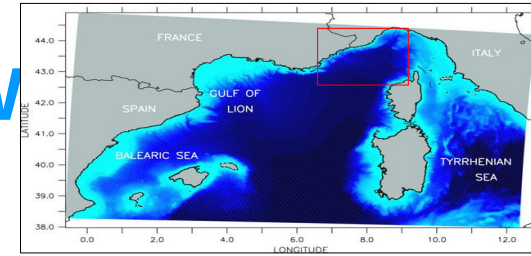 44.0
43.0
42.0
41.0
40.0
39.0
38.0
LATITUDE
FRANCE
ITALY
GULF OF
LION
SPAIN
BALEARIC SEA
TYRRHENIAN
SEA
0.0 2.0 4.0 6.0 8.0 10.0 12.0
LONGITUDE